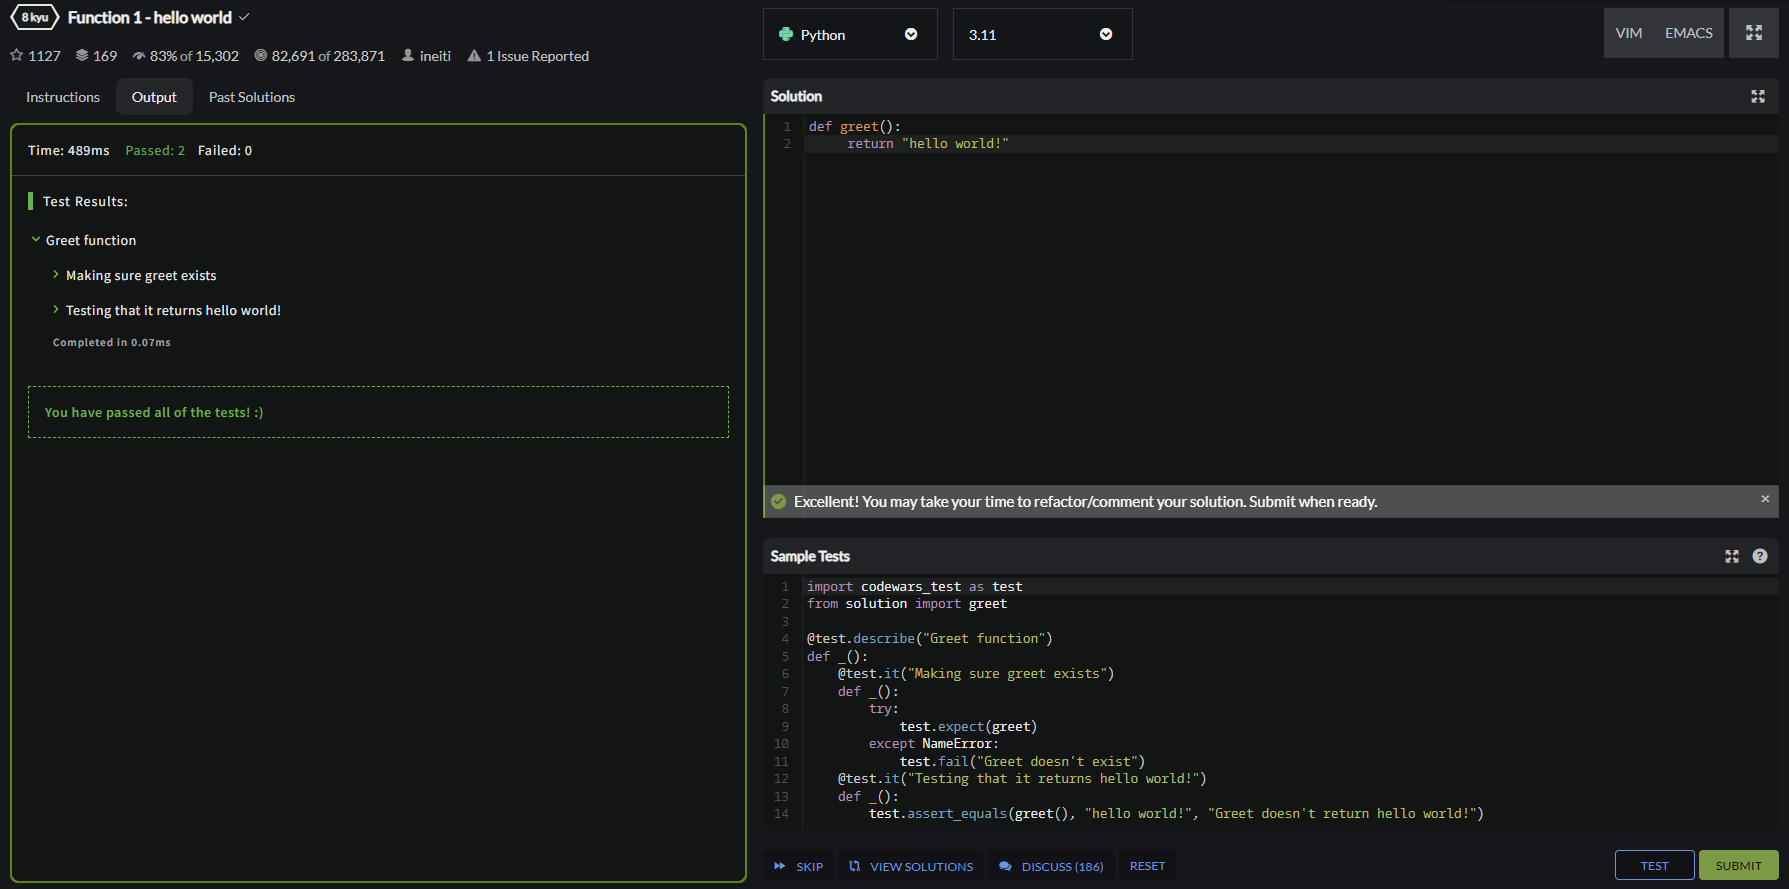 8 kyu Function 1 - hello world
1127 169 83% of 15,302 82,691 of 283,871 ineiti 1 Issue Reported
Instructions Output Past Solutions
Time: 489ms Passed: 2 Failed: 0
Test Results:
Greet function
Making sure greet exists
Testing that it returns hello world!
Completed in 0.07ms
You have passed all of the tests! :)
Python 3.11 VIM EMACS
Solution
1 def greet():
2     return "hello world!"
Excellent! You may take your time to refactor/comment your solution. Submit when ready. ×
Sample Tests ?
1 import codewars_test as test
2 from solution import greet
3
4 @test.describe("Greet function")
5 def _():
6     @test.it("Making sure greet exists")
7     def _():
8         try:
9             test.expect(greet)
10         except NameError:
11             test.fail("Greet doesn't exist")
12     @test.it("Testing that it returns hello world!")
13     def _():
14         test.assert_equals(greet(), "hello world!", "Greet doesn't return hello world!")
SKIP VIEW SOLUTIONS DISCUSS (186) RESET TEST SUBMIT